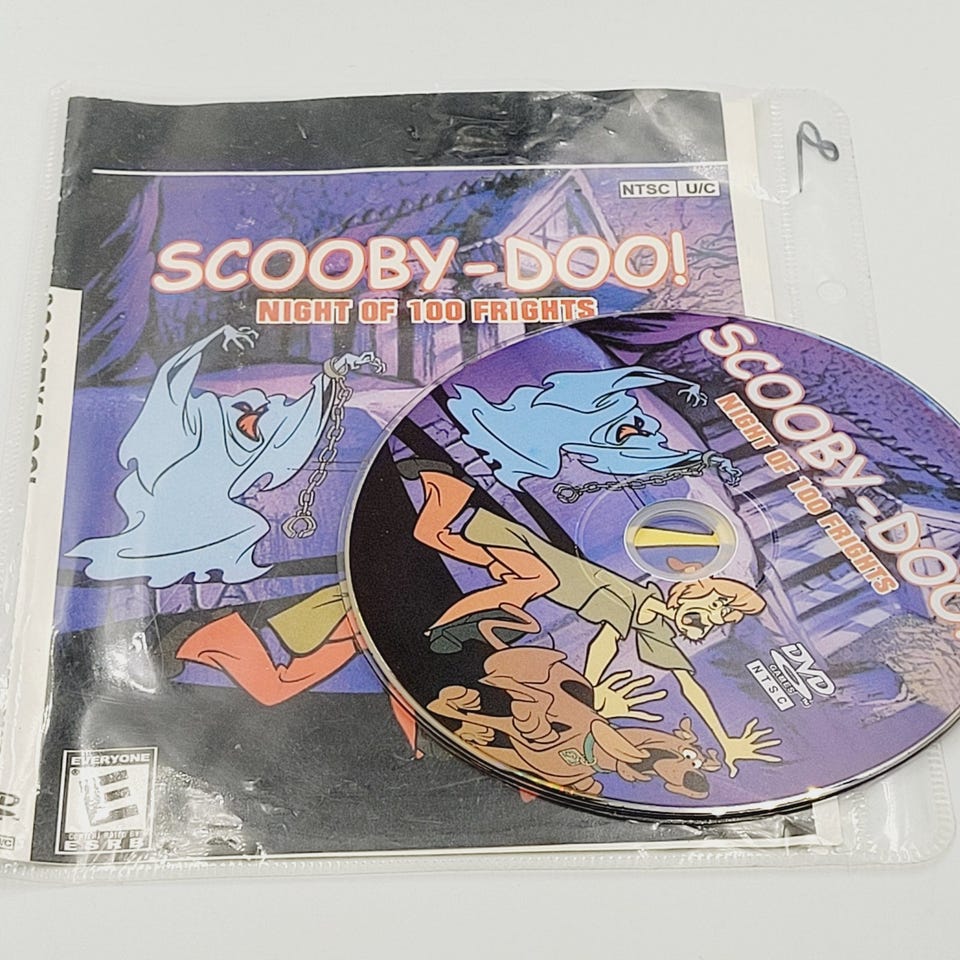 8
NTSC U/C
SCOOBY-DOO!
NIGHT OF 100 FRIGHTS
SCOOBY-DOO!
NIGHT OF 100 FRIGHTS
DVD
GAMES
NTSC
EVERYONE
E
CONTENT RATED BY
ESRB